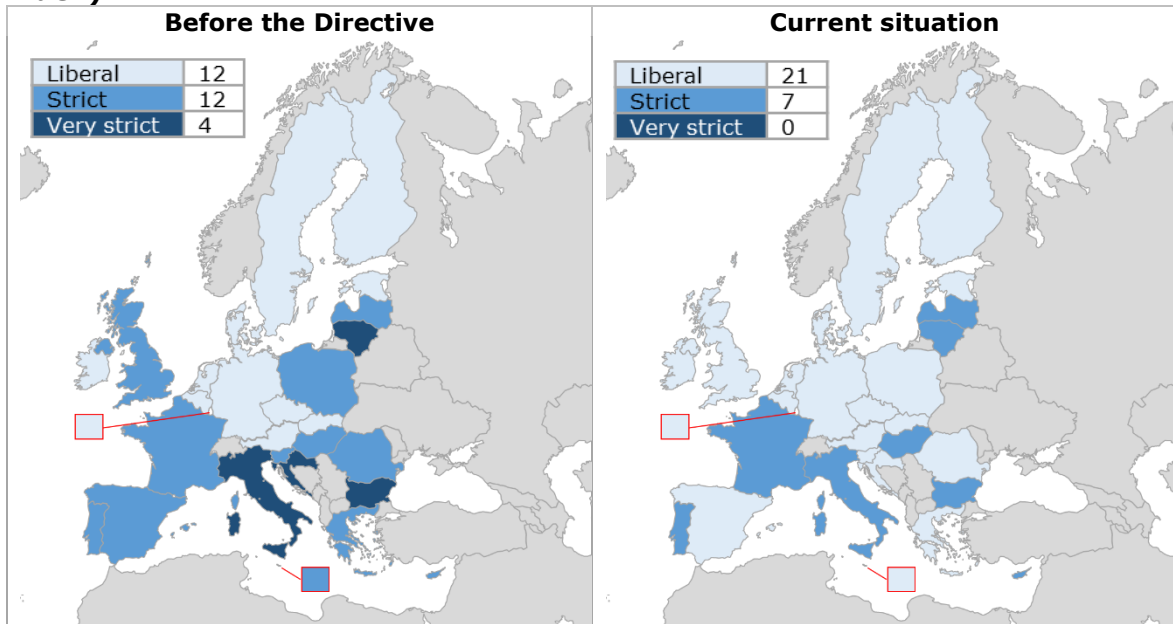 Before the Directive
Liberal 12
Strict 12
Very strict 4
Current situation
Liberal 21
Strict 7
Very strict 0